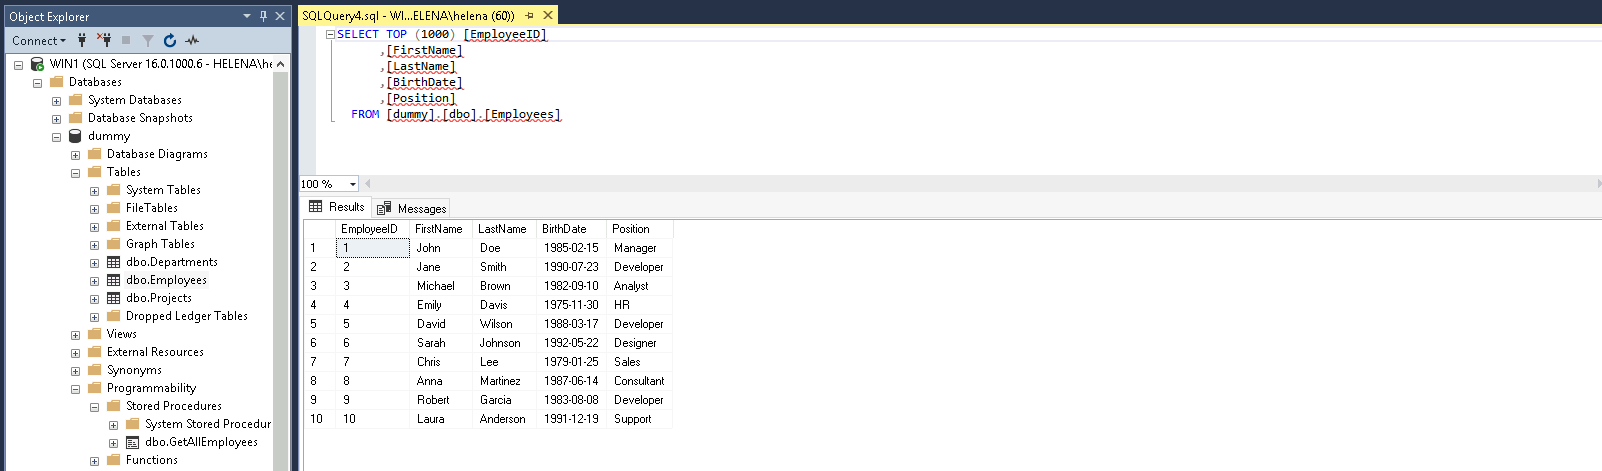 Object Explorer
Connect
WIN1 (SQL Server 16.0.1000.6 - HELENA\he
Databases
System Databases
Database Snapshots
dummy
Database Diagrams
Tables
System Tables
FileTables
External Tables
Graph Tables
dbo.Departments
dbo.Employees
dbo.Projects
Dropped Ledger Tables
Views
External Resources
Synonyms
Programmability
Stored Procedures
System Stored Procedur
dbo.GetAllEmployees
Functions
SQLQuery4.sql - WI...ELENA\helena (60))
SELECT TOP (1000) [EmployeeID]
,[FirstName]
,[LastName]
,[BirthDate]
,[Position]
FROM [dummy].[dbo].[Employees]
100 %
Results Messages
EmployeeID FirstName LastName BirthDate Position
1 1 John Doe 1985-02-15 Manager
2 2 Jane Smith 1990-07-23 Developer
3 3 Michael Brown 1982-09-10 Analyst
4 4 Emily Davis 1975-11-30 HR
5 5 David Wilson 1988-03-17 Developer
6 6 Sarah Johnson 1992-05-22 Designer
7 7 Chris Lee 1979-01-25 Sales
8 8 Anna Martinez 1987-06-14 Consultant
9 9 Robert Garcia 1983-08-08 Developer
10 10 Laura Anderson 1991-12-19 Support